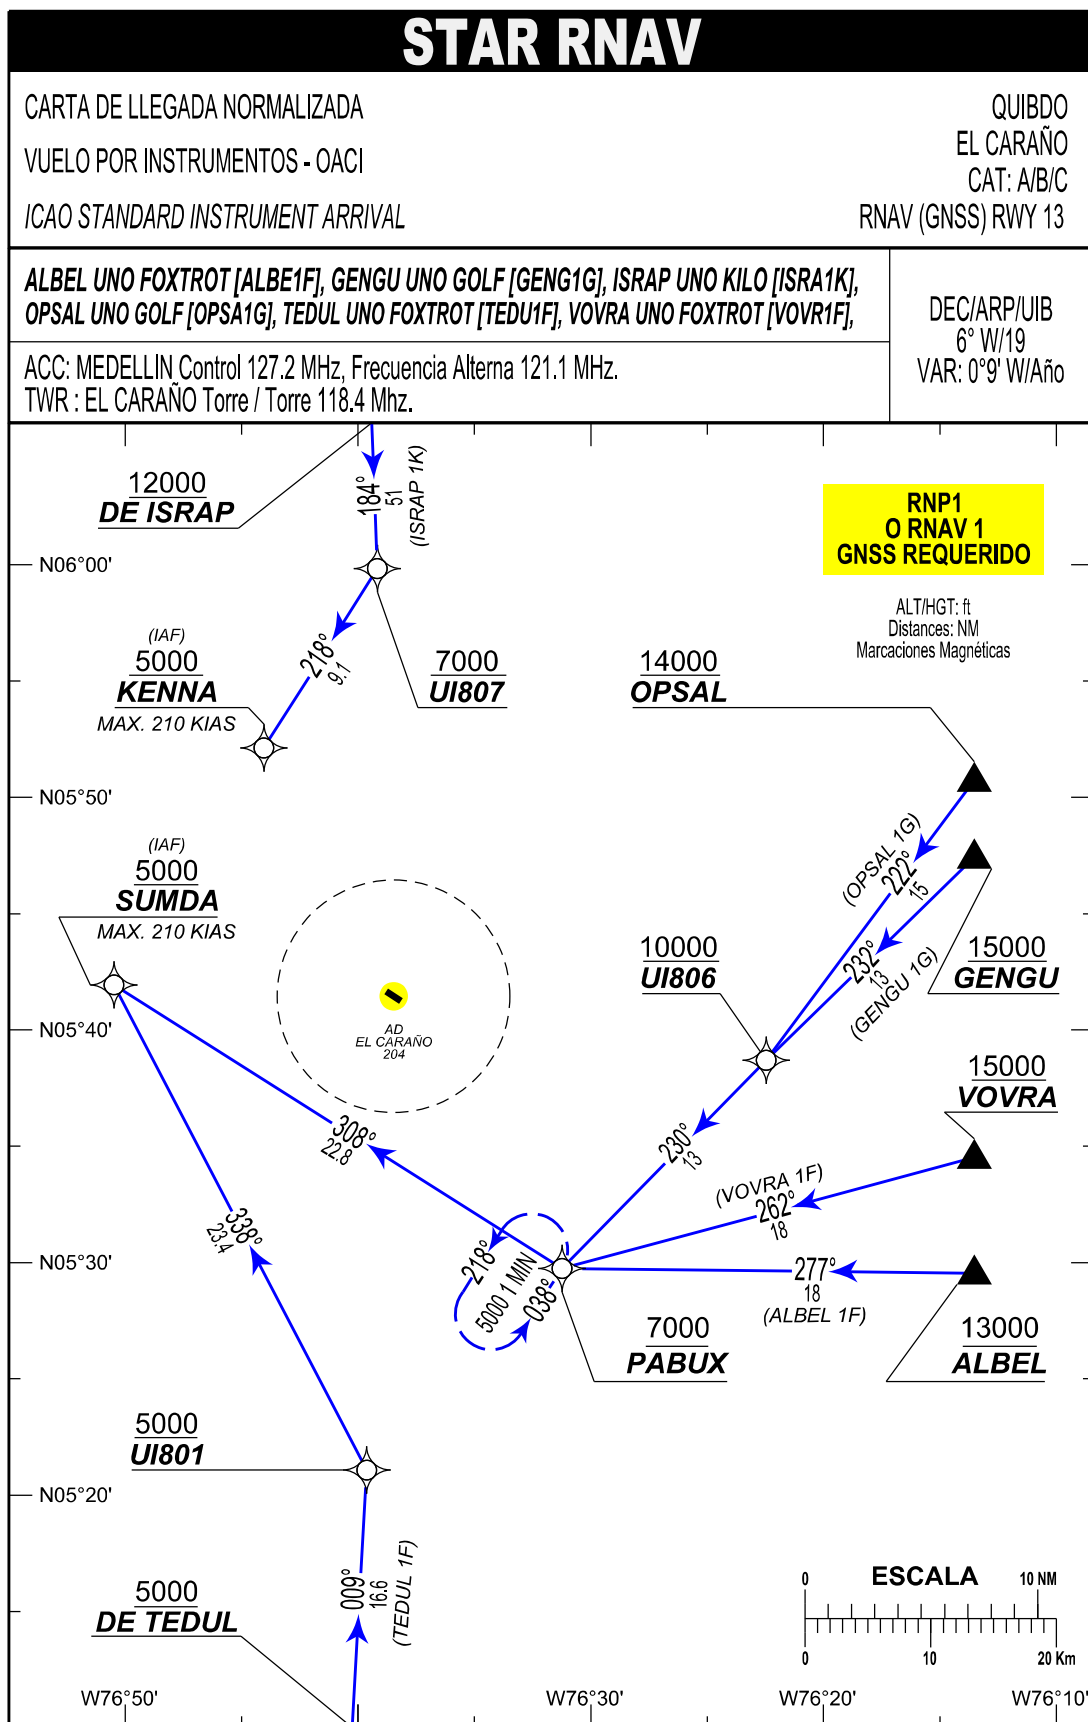 STAR RNAV
CARTA DE LLEGADA NORMALIZADA
VUELO POR INSTRUMENTOS - OACI
ICAO STANDARD INSTRUMENT ARRIVAL
QUIBDO
EL CARAÑO
CAT: A/B/C
RNAV (GNSS) RWY 13
ALBEL UNO FOXTROT [ALBE1F], GENGU UNO GOLF [GENG1G], ISRAP UNO KILO [ISRA1K],
OPSAL UNO GOLF [OPSA1G], TEDUL UNO FOXTROT [TEDU1F], VOVRA UNO FOXTROT [VOVR1F],
ACC: MEDELLIN Control 127.2 MHz, Frecuencia Alterna 121.1 MHz.
TWR : EL CARAÑO Torre / Torre 118.4 Mhz.
DEC/ARP/UIB
6° W/19
VAR: 0°9' W/Año
12000
DE ISRAP
184°
51
(ISRAP 1K)
RNP1
O RNAV 1
GNSS REQUERIDO
N06°00'
ALT/HGT: ft
Distances: NM
Marcaciones Magnéticas
(IAF)
5000
KENNA
MAX. 210 KIAS
218°
9.1
7000
UI807
14000
OPSAL
N05°50'
(IAF)
5000
SUMDA
MAX. 210 KIAS
(OPSAL 1G)
222°
15
10000
UI806
232°
13
(GENGU 1G)
15000
GENGU
N05°40'
AD
EL CARAÑO
204
15000
VOVRA
308°
22.8
230°
13
(VOVRA 1F)
262°
18
338°
23.4
N05°30'
218°
5000 1 MIN
038°
277°
18
(ALBEL 1F)
7000
PABUX
13000
ALBEL
5000
UI801
N05°20'
009°
16.6
(TEDUL 1F)
5000
DE TEDUL
ESCALA
0
10 NM
0
10
20 Km
W76°50'
W76°30'
W76°20'
W76°10'